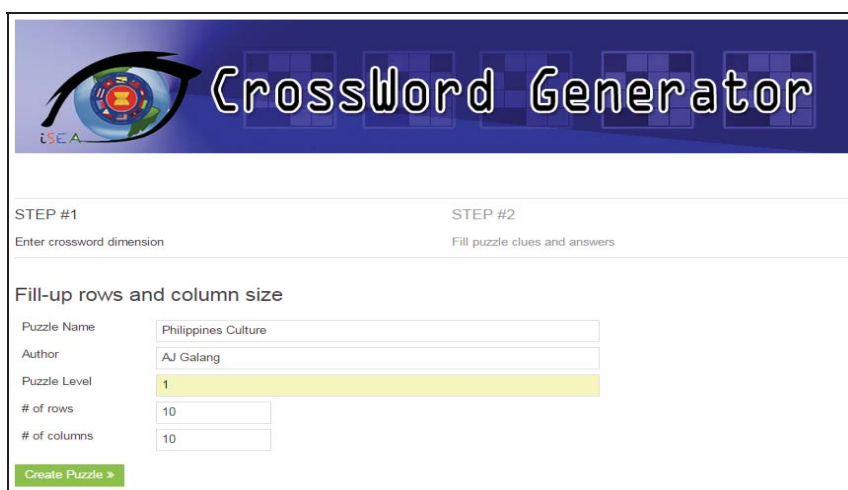 iSEA
CrossWord Generator
STEP #1
STEP #2
Enter crossword dimension
Fill puzzle clues and answers
Fill-up rows and column size
Puzzle Name
Philippines Culture
Author
AJ Galang
Puzzle Level
1
# of rows
10
# of columns
10
Create Puzzle »